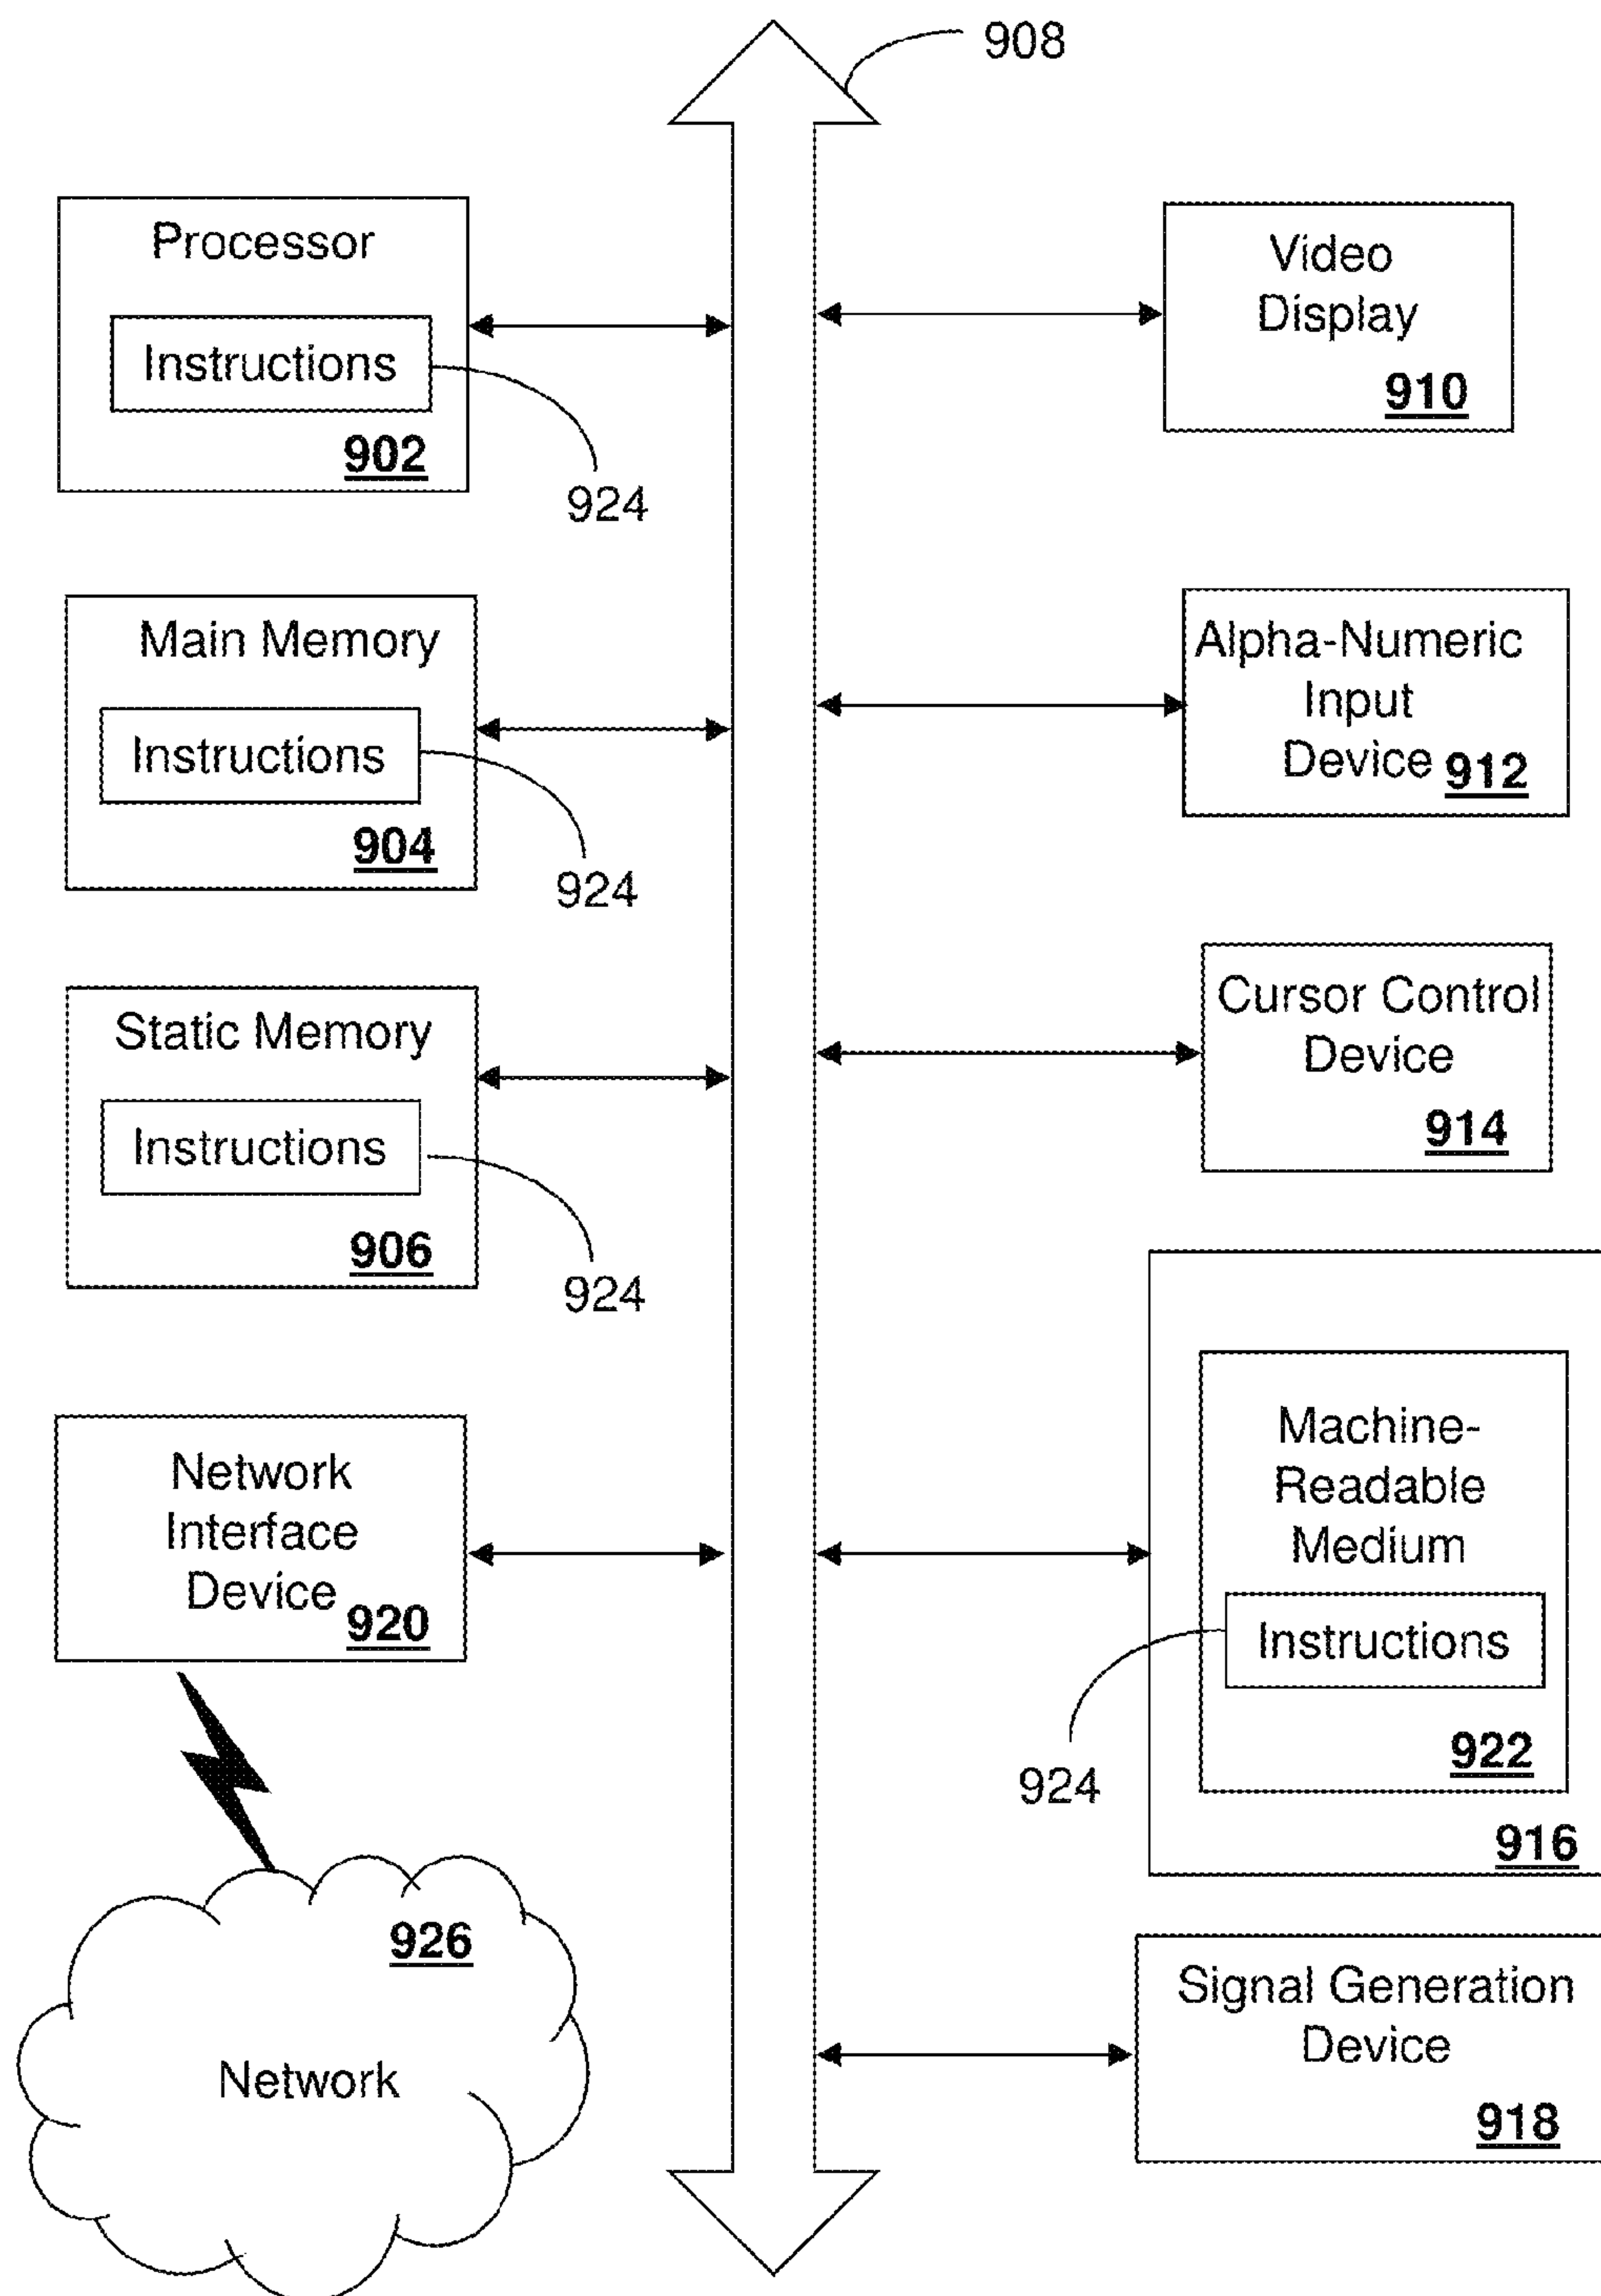 908
Processor
Instructions
902
924
Main Memory
Instructions
904
924
Static Memory
Instructions
906
924
Network
Interface
Device
920
926
Network
Video
Display
910
Alpha-Numeric
Input
Device 912
Cursor Control
Device
914
Machine-
Readable
Medium
Instructions
922
924
916
Signal Generation
Device
918